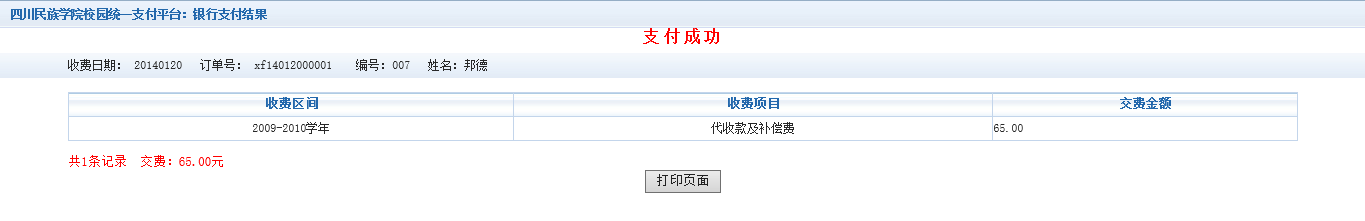 四川民族学院校园统一支付平台：银行支付结果
支付成功
收费日期： 20140120 订单号： xf14012000001 编号：007 姓名：邦德
收费区间 收费项目 交费金额
2009-2010学年 代收款及补偿费 65.00
共1条记录 交费：65.00元
打印页面